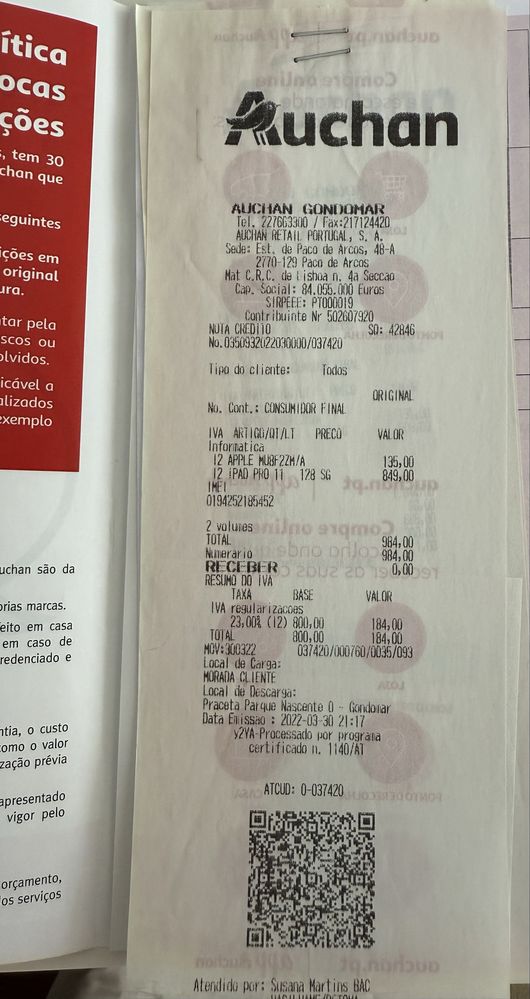 ítica
ocas
ções
s, tem 30
chan que
seguintes
ições em
original
ura.
tar pela
scos ou
olvidos.
icável a
alizados
exemplo
uchan são da
orias marcas.
eito em casa
em caso de
redenciado e
ntia, o custo
como o valor
zação prévia
apresentado
vigor pelo
orçamento,
os serviços
Auchan
AUCHAN GONDOMAR
Tel. 227663300 / Fax:217124420
AUCHAN RETAIL PORTUGAL, S. A.
Sede: Est. de Paco de Arcos, 48-A
2770-129 Paco de Arcos
Mat C.R.C. de Lisboa n. 4a Seccao
Cap. Social: 84.055.000 Euros
SIRPEEE: PT000019
Contribuinte Nr 502607920
NOTA CREDITO SO: 42846
No.0350932022030000/037420
Tipo do cliente: Todos
ORIGINAL
No. Cont.: CONSUMIDOR FINAL
IVA ARTIGO/QT/LT PRECO VALOR
Informatica
12 APPLE MU8F2ZM/A 135,00
12 IPAD PRO 11 128 SG 849,00
IMEI
0194252185452
2 volumes
TOTAL 984,00
Numerario 984,00
RECEBER 0,00
RESUMO DO IVA
TAXA BASE VALOR
IVA regularizacoes
23,00% (12) 800,00 184,00
TOTAL 800,00 184,00
MOV:300322 037420/000760/0035/093
Local de Carga:
MORADA CLIENTE
Local de Descarga:
Praceta Parque Nascente 0 - Gondomar
Data Emissao : 2022-03-30 21:17
y2VA-Processado por programa
certificado n. 1140/AT
ATCUD: 0-037420
Atendido por: Susana Martins BAC